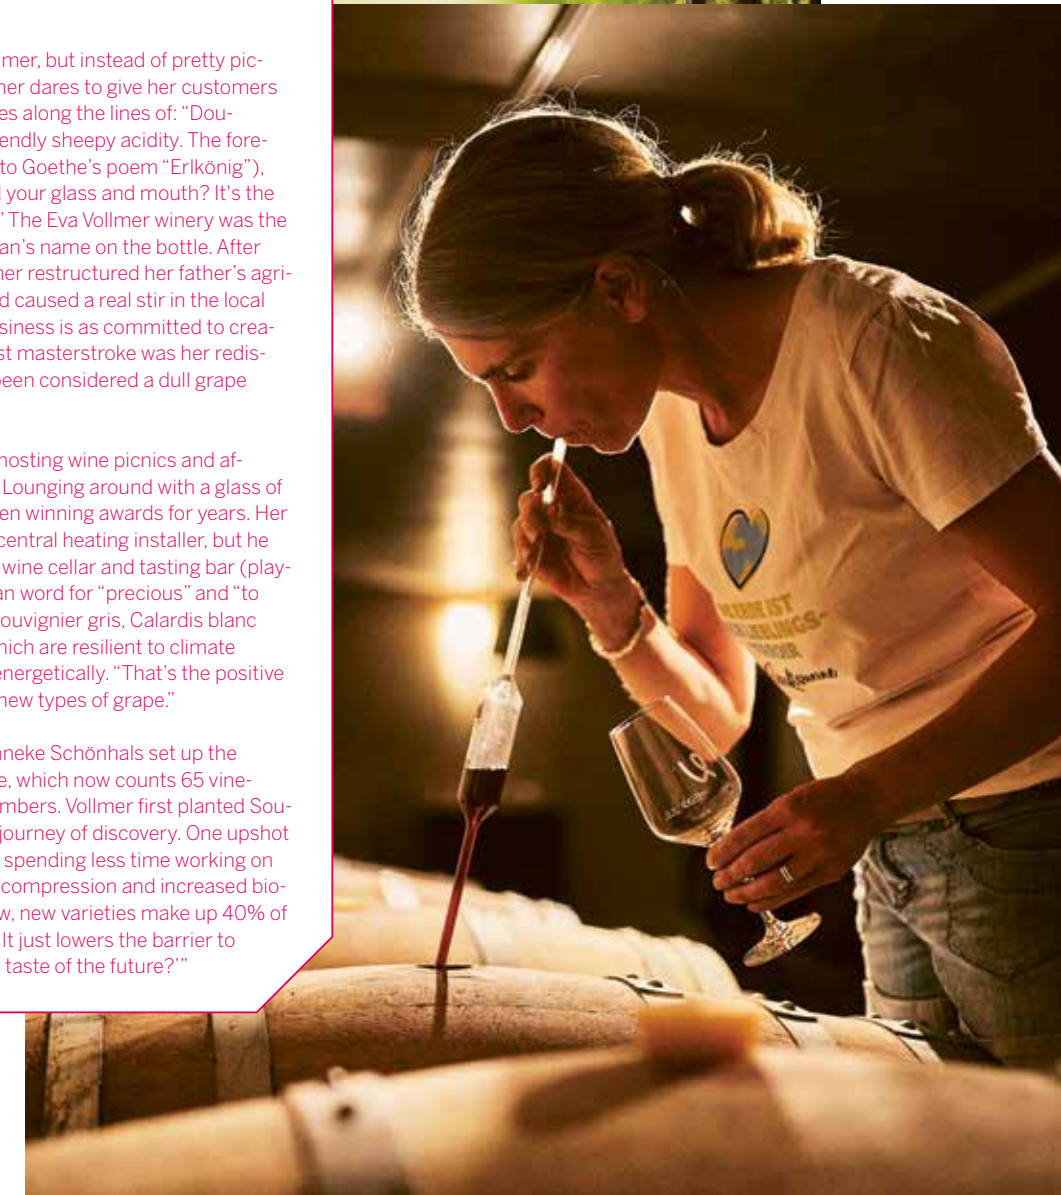 mer, but instead of pretty pic-
ner dares to give her customers
es along the lines of: “Dou-
endly sheepy acidity. The fore-
to Goethe’s poem “Erlkönig”),
your glass and mouth? It's the
The Eva Vollmer winery was the
an’s name on the bottle. After
ner restructured her father’s agri-
d caused a real stir in the local
siness is as committed to crea-
st masterstroke was her redis-
been considered a dull grape
hosting wine picnics and af-
Lounging around with a glass of
en winning awards for years. Her
central heating installer, but he
wine cellar and tasting bar (play-
an word for “precious” and “to
ouvignier gris, Calardis blanc
hich are resilient to climate
energetically. “That’s the positive
new types of grape.”
nneke Schönhals set up the
e, which now counts 65 vine-
mbers. Vollmer first planted Sou-
journey of discovery. One upshot
spending less time working on
compression and increased bio-
w, new varieties make up 40% of
It just lowers the barrier to
taste of the future?’”
IST
LIEBLINGS-